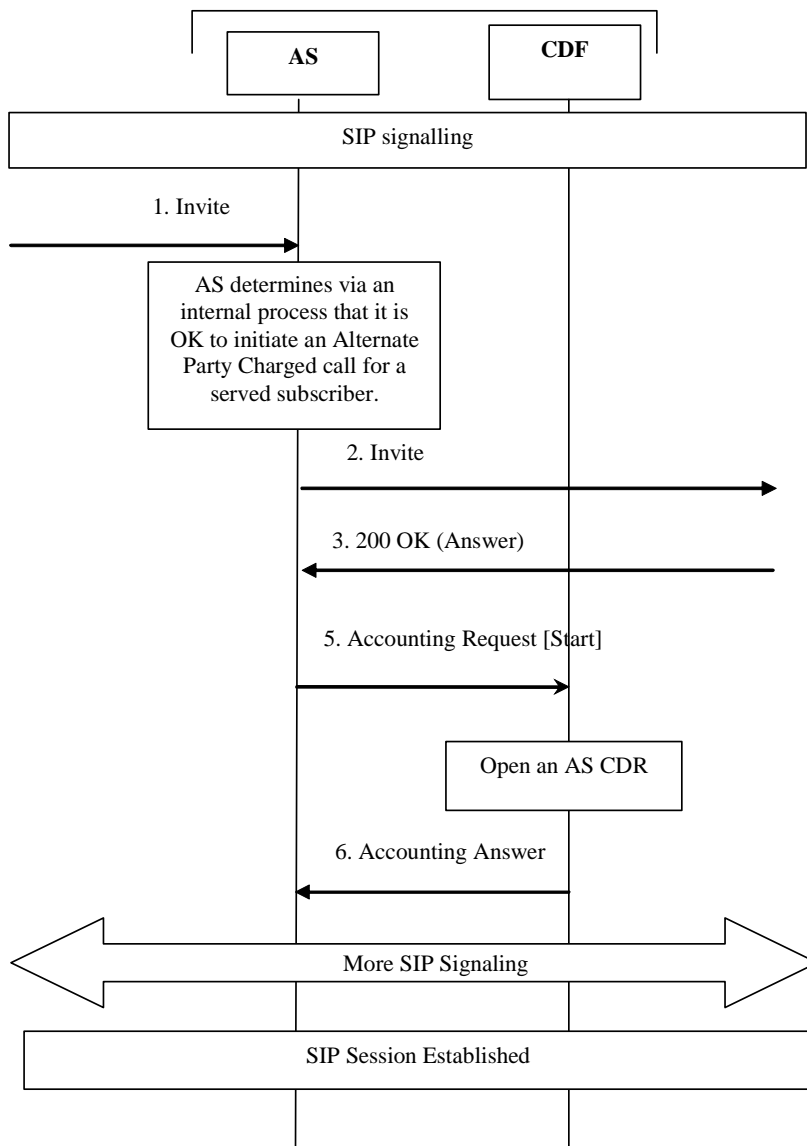 AS
CDF
SIP signalling
1. Invite
AS determines via an
internal process that it is
OK to initiate an Alternate
Party Charged call for a
served subscriber.
2. Invite
3. 200 OK (Answer)
5. Accounting Request [Start]
Open an AS CDR
6. Accounting Answer
More SIP Signaling
SIP Session Established